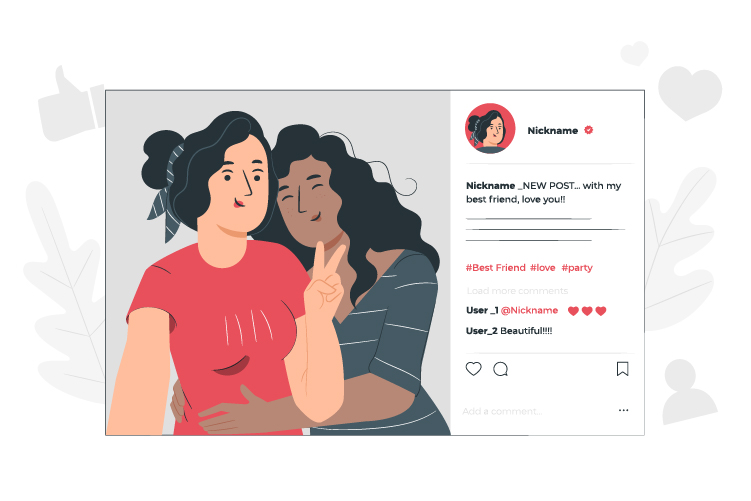 Nickname
Nickname _NEW POST... with my
best friend, love you!!
#Best Friend #love #party
Load more comments
User _1 @Nickname
User_2 Beautiful!!!!
Add a comment..